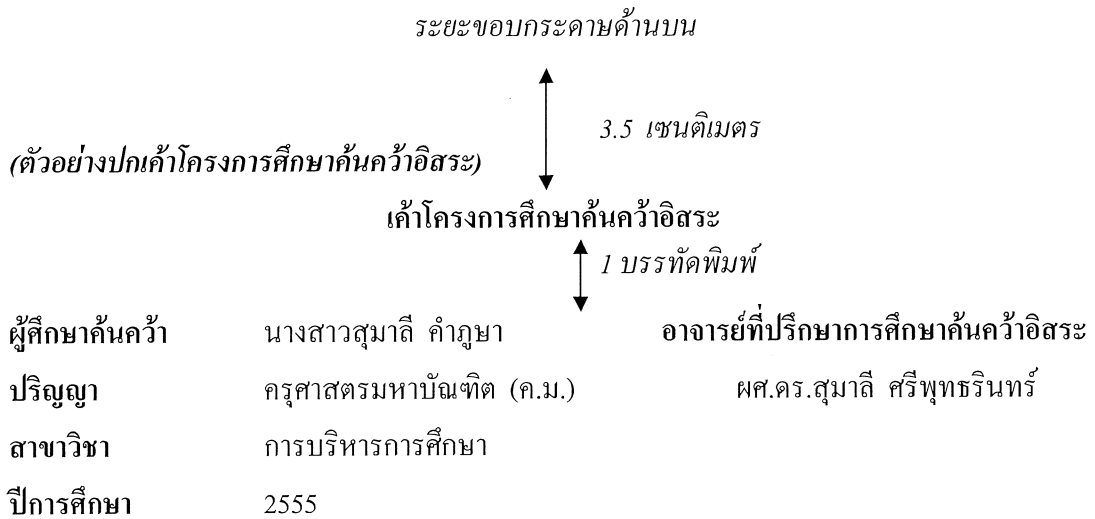 ระยะขอบกระดาษด้านบน
3.5 เซนติเมตร
(ตัวอย่างปกเค้าโครงการศึกษาค้นคว้าอิสระ)
เค้าโครงการศึกษาค้นคว้าอิสระ
1 บรรทัดพิมพ์
ผู้ศึกษาค้นคว้า นางสาวสุมาลี คำภูษา อาจารย์ที่ปรึกษาการศึกษาค้นคว้าอิสระ
ปริญญา ครุศาสตรมหาบัณฑิต (ค.ม.) ผศ.ดร.สุมาลี ศรีพุทธรินทร์
สาขาวิชา การบริหารการศึกษา
ปีการศึกษา 2555